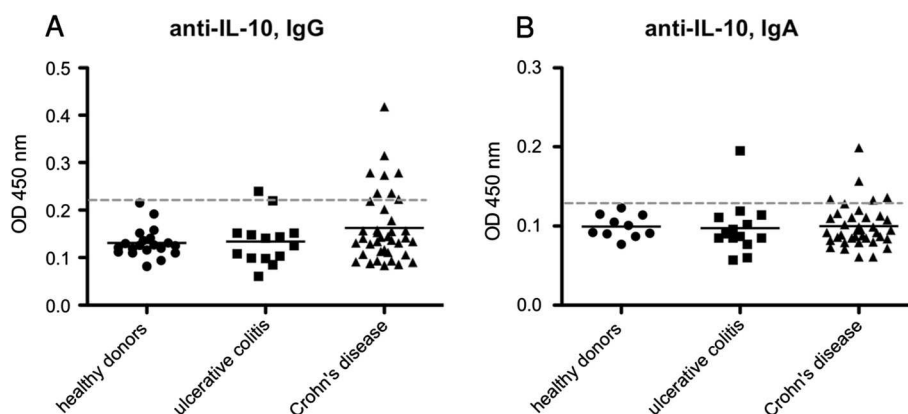 A
anti-IL-10, IgG
OD 450 nm
0.5
0.4
0.3
0.2
0.1
0.0
healthy donors
ulcerative colitis
Crohn's disease
B
anti-IL-10, IgA
OD 450 nm
0.3
0.2
0.1
0.0
healthy donors
ulcerative colitis
Crohn's disease